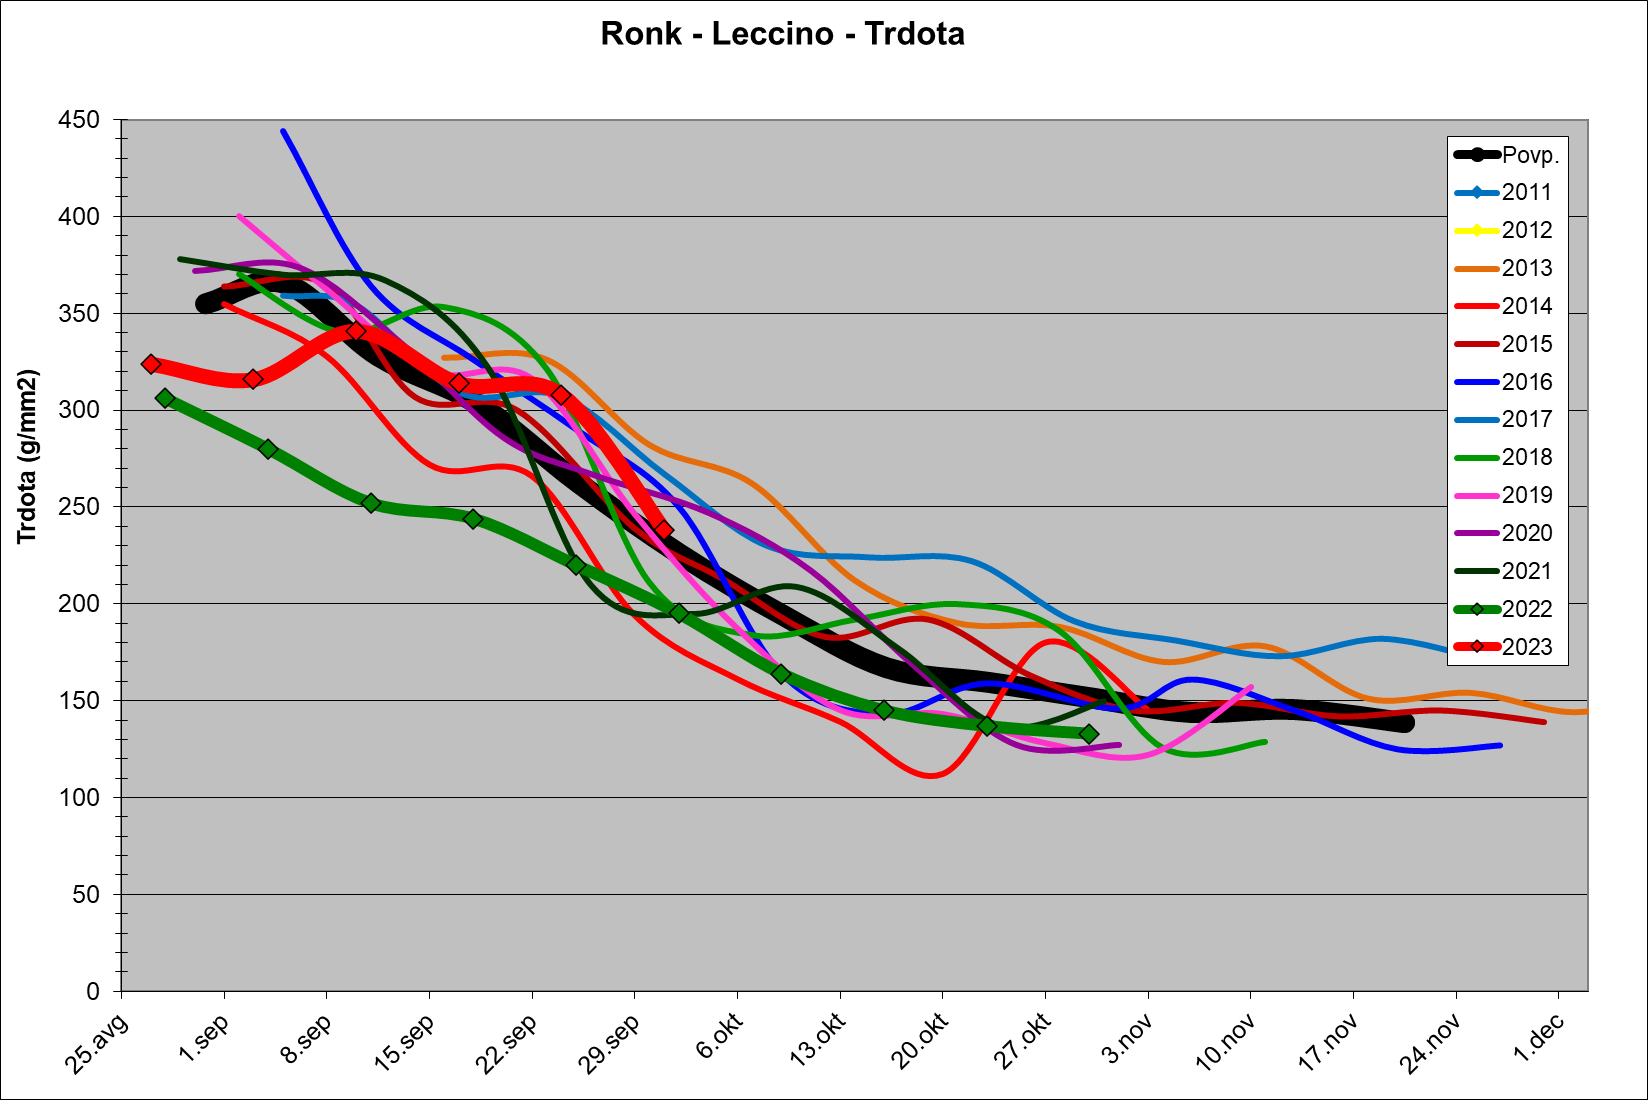 Ronk - Leccino - Trdota
Trdota (g/mm2)
450
400
350
300
250
200
150
100
50
0
25.avg
1.sep
8.sep
15.sep
22.sep
29.sep
6.okt
13.okt
20.okt
27.okt
3.nov
10.nov
17.nov
24.nov
1.dec
Povp.
2011
2012
2013
2014
2015
2016
2017
2018
2019
2020
2021
2022
2023